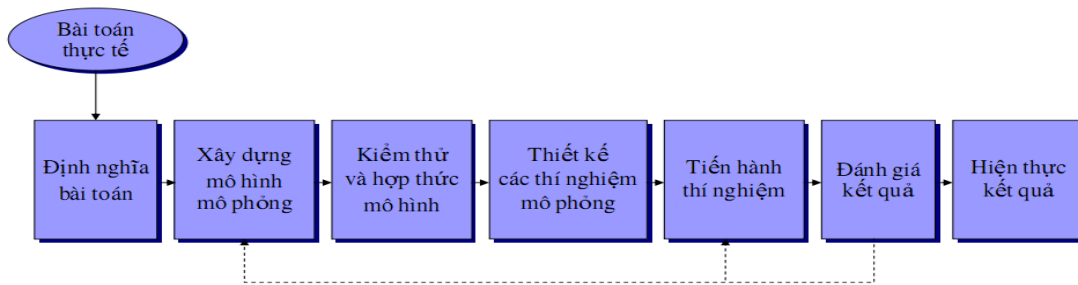 Bài toán
thực tế
Định nghĩa
bài toán
Xây dựng
mô hình
mô phỏng
Kiểm thử
và hợp thức
mô hình
Thiết kế
các thí nghiệm
mô phỏng
Tiến hành
thí nghiệm
Đánh giá
kết quả
Hiện thực
kết quả